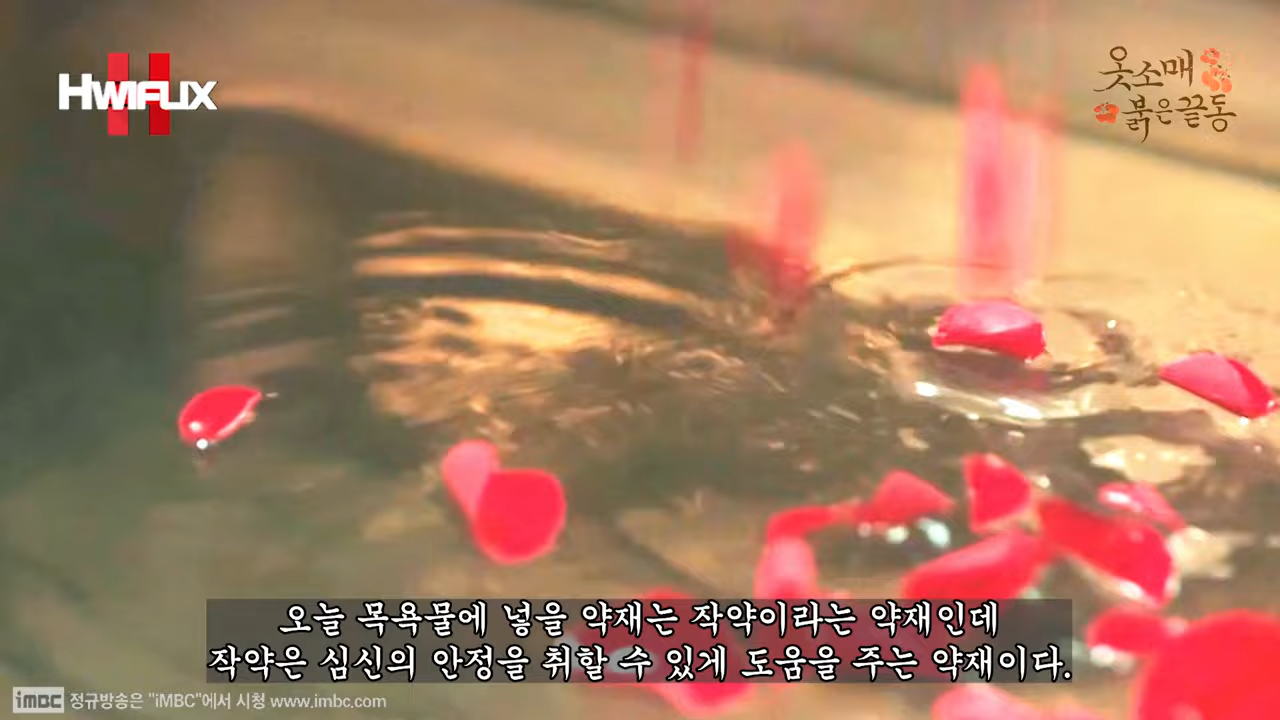 HWIFLIX
옷소매
붉은끝동
오늘 목욕물에 넣을 약재는 작약이라는 약재인데
작약은 심신의 안정을 취할 수 있게 도움을 주는 약재이다.
iMBC 정규방송은 "iMBC"에서 시청 www.imbc.com